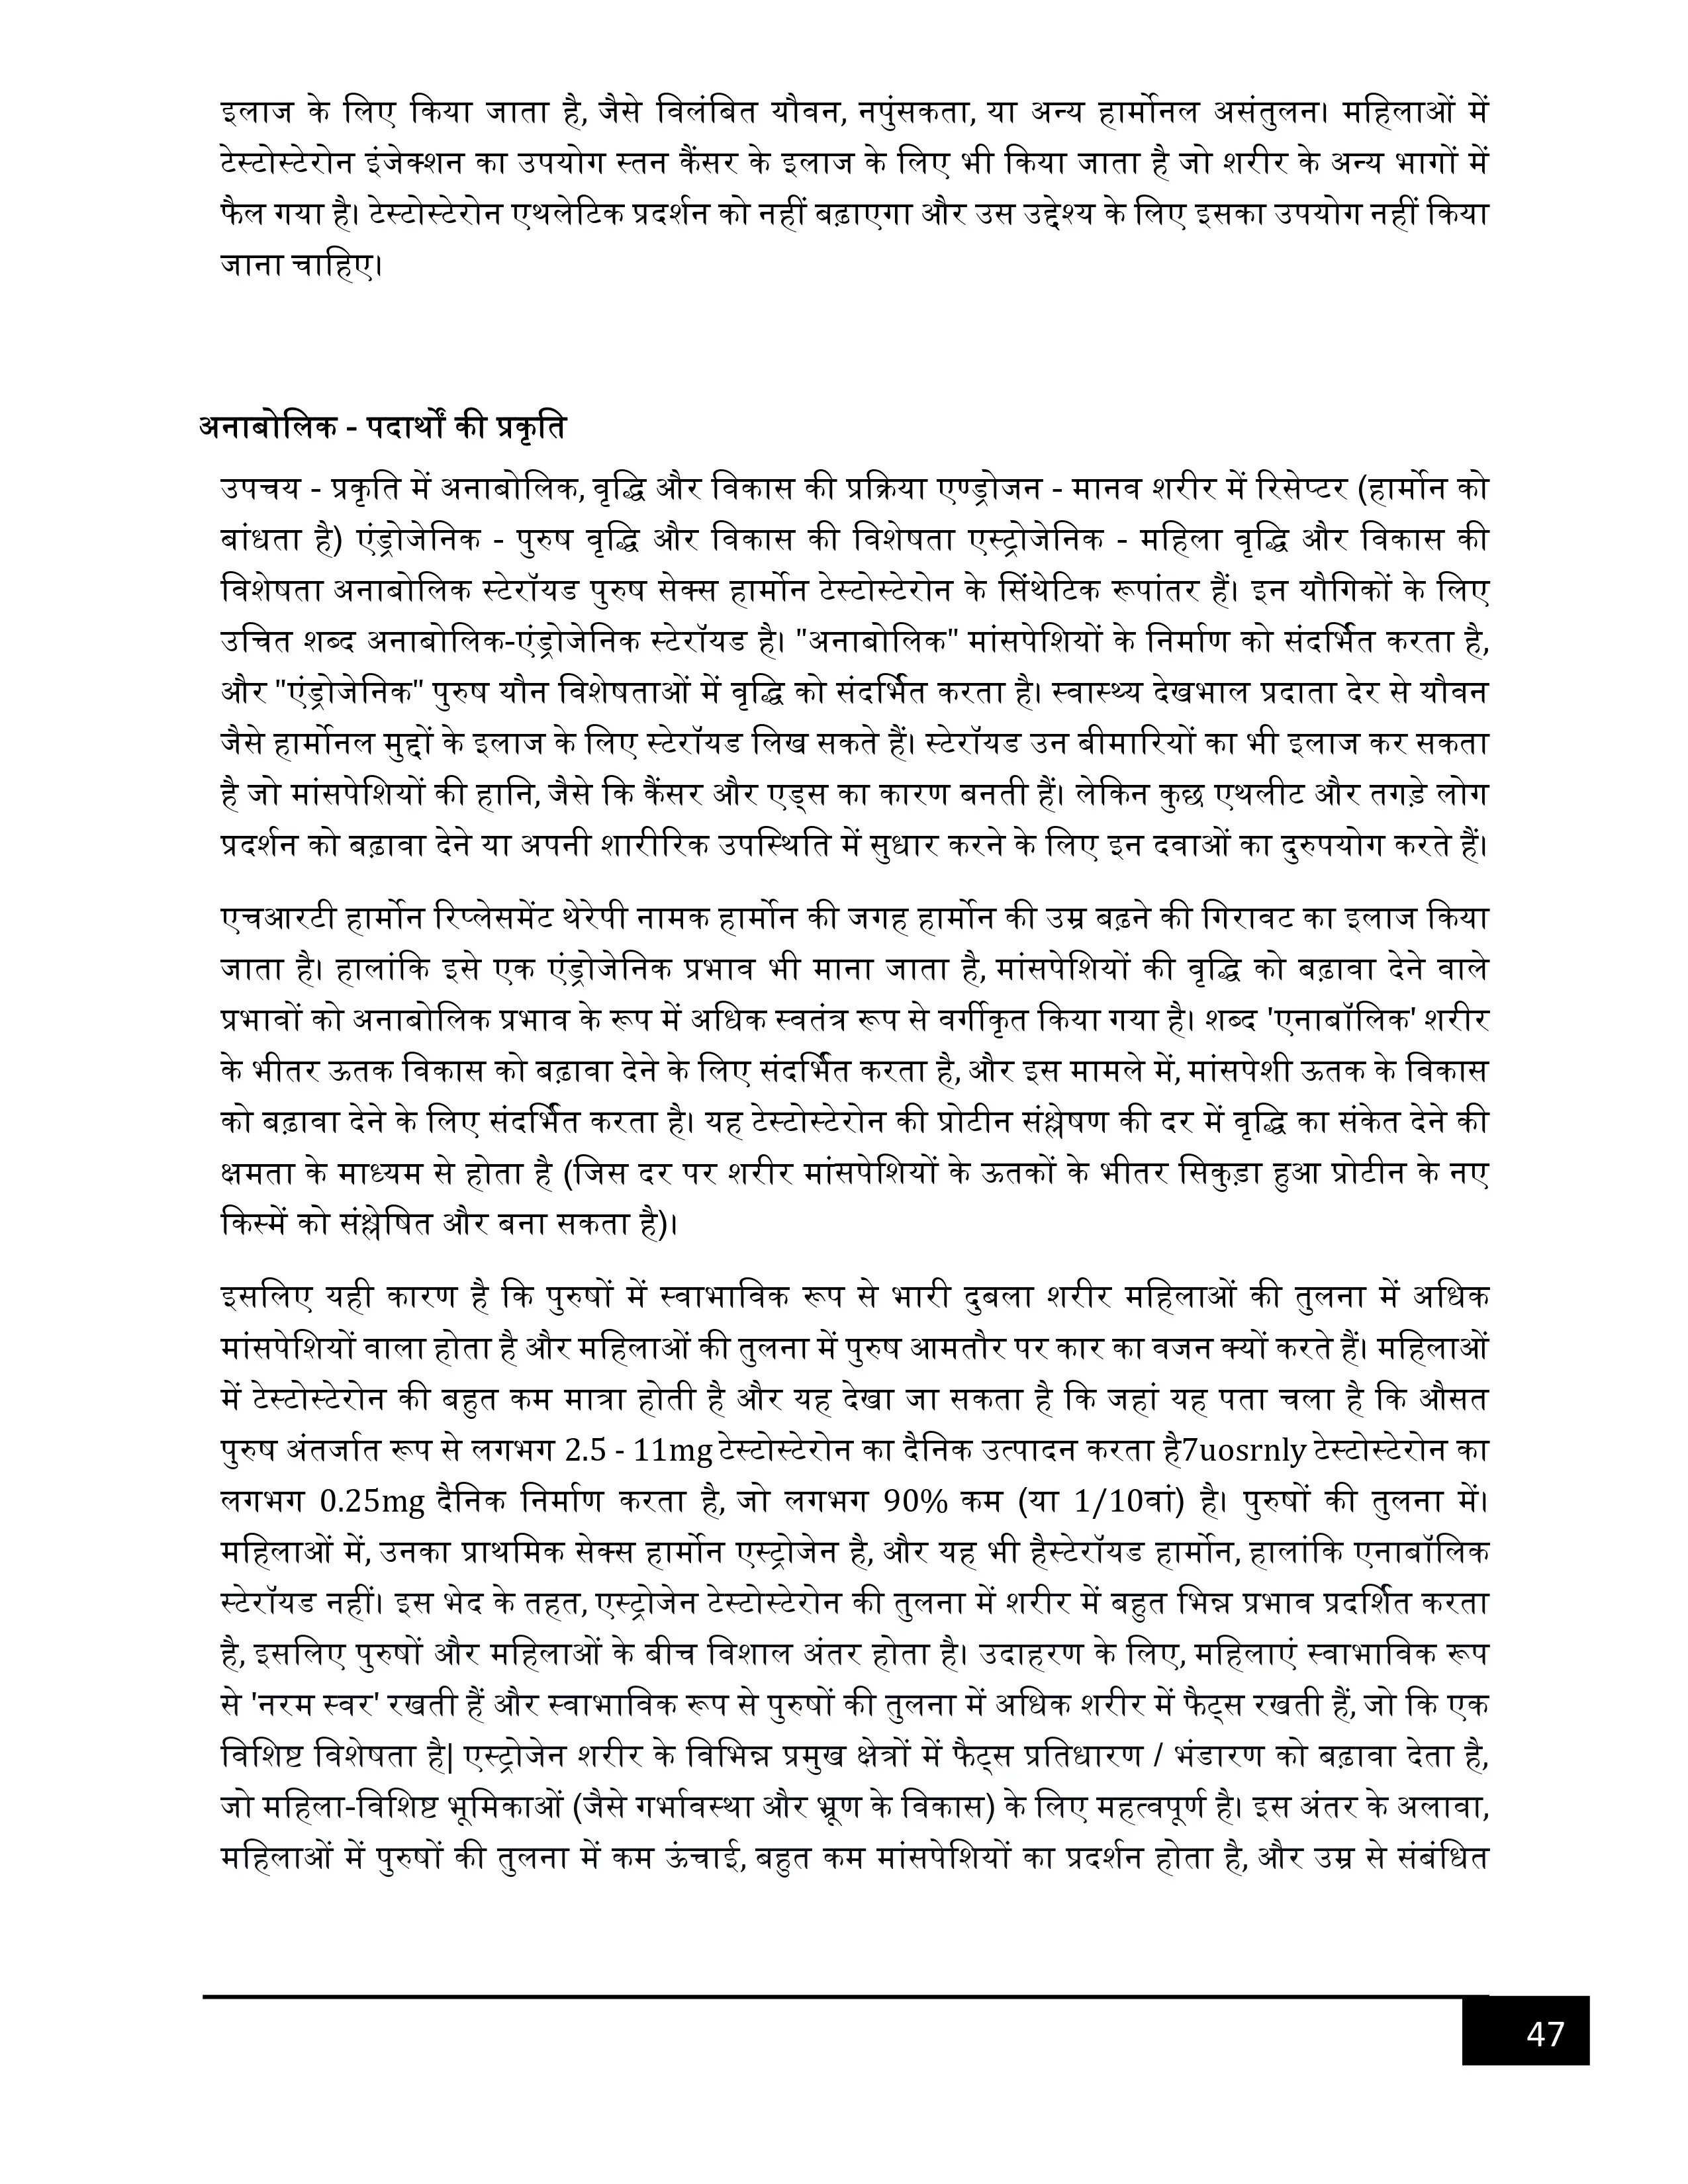 इलाज के लिए किया जाता है, जैसे विलंबित यौवन, नपुंसकता, या अन्य हार्मोनल असंतुलन। महिलाओं में
टेस्टोस्टेरोन इंजेक्शन का उपयोग स्तन कैंसर के इलाज के लिए भी किया जाता है जो शरीर के अन्य भागों में
फैल गया है। टेस्टोस्टेरोन एथलेटिक प्रदर्शन को नहीं बढ़ाएगा और उस उद्देश्य के लिए इसका उपयोग नहीं किया
जाना चाहिए।
अनाबोलिक - पदार्थों की प्रकृति
उपचय - प्रकृति में अनाबोलिक, वृद्धि और विकास की प्रक्रिया एण्ड्रोजन - मानव शरीर में रिसेप्टर (हार्मोन को
बांधता है) एंड्रोजेनिक - पुरुष वृद्धि और विकास की विशेषता एस्ट्रोजेनिक - महिला वृद्धि और विकास की
विशेषता अनाबोलिक स्टेरॉयड पुरुष सेक्स हार्मोन टेस्टोस्टेरोन के सिंथेटिक रूपांतर हैं। इन यौगिकों के लिए
उचित शब्द अनाबोलिक-एंड्रोजेनिक स्टेरॉयड है। "अनाबोलिक" मांसपेशियों के निर्माण को संदर्भित करता है,
और "एंड्रोजेनिक" पुरुष यौन विशेषताओं में वृद्धि को संदर्भित करता है। स्वास्थ्य देखभाल प्रदाता देर से यौवन
जैसे हार्मोनल मुद्दों के इलाज के लिए स्टेरॉयड लिख सकते हैं। स्टेरॉयड उन बीमारियों का भी इलाज कर सकता
है जो मांसपेशियों की हानि, जैसे कि कैंसर और एड्स का कारण बनती हैं। लेकिन कुछ एथलीट और तगड़े लोग
प्रदर्शन को बढ़ावा देने या अपनी शारीरिक उपस्थिति में सुधार करने के लिए इन दवाओं का दुरुपयोग करते हैं।
एचआरटी हार्मोन रिप्लेसमेंट थेरेपी नामक हार्मोन की जगह हार्मोन की उम्र बढ़ने की गिरावट का इलाज किया
जाता है। हालांकि इसे एक एंड्रोजेनिक प्रभाव भी माना जाता है, मांसपेशियों की वृद्धि को बढ़ावा देने वाले
प्रभावों को अनाबोलिक प्रभाव के रूप में अधिक स्वतंत्र रूप से वर्गीकृत किया गया है। शब्द 'एनाबॉलिक' शरीर
के भीतर ऊतक विकास को बढ़ावा देने के लिए संदर्भित करता है, और इस मामले में, मांसपेशी ऊतक के विकास
को बढ़ावा देने के लिए संदर्भित करता है। यह टेस्टोस्टेरोन की प्रोटीन संश्लेषण की दर में वृद्धि का संकेत देने की
क्षमता के माध्यम से होता है (जिस दर पर शरीर मांसपेशियों के ऊतकों के भीतर सिकुड़ा हुआ प्रोटीन के नए
किस्में को संश्लेषित और बना सकता है)।
इसलिए यही कारण है कि पुरुषों में स्वाभाविक रूप से भारी दुबला शरीर महिलाओं की तुलना में अधिक
मांसपेशियों वाला होता है और महिलाओं की तुलना में पुरुष आमतौर पर कार का वजन क्यों करते हैं। महिलाओं
में टेस्टोस्टेरोन की बहुत कम मात्रा होती है और यह देखा जा सकता है कि जहां यह पता चला है कि औसत
पुरुष अंतर्जात रूप से लगभग 2.5 - 11mg टेस्टोस्टेरोन का दैनिक उत्पादन करता है7uosrnly टेस्टोस्टेरोन का
लगभग 0.25mg दैनिक निर्माण करता है, जो लगभग 90% कम (या 1/10वां) है। पुरुषों की तुलना में।
महिलाओं में, उनका प्राथमिक सेक्स हार्मोन एस्ट्रोजेन है, और यह भी हैस्टेरॉयड हार्मोन, हालांकि एनाबॉलिक
स्टेरॉयड नहीं। इस भेद के तहत, एस्ट्रोजेन टेस्टोस्टेरोन की तुलना में शरीर में बहुत भिन्न प्रभाव प्रदर्शित करता
है, इसलिए पुरुषों और महिलाओं के बीच विशाल अंतर होता है। उदाहरण के लिए, महिलाएं स्वाभाविक रूप
से 'नरम स्वर' रखती हैं और स्वाभाविक रूप से पुरुषों की तुलना में अधिक शरीर में फैट्स रखती हैं, जो कि एक
विशिष्ट विशेषता है| एस्ट्रोजेन शरीर के विभिन्न प्रमुख क्षेत्रों में फैट्स प्रतिधारण / भंडारण को बढ़ावा देता है,
जो महिला-विशिष्ट भूमिकाओं (जैसे गर्भावस्था और भ्रूण के विकास) के लिए महत्वपूर्ण है। इस अंतर के अलावा,
महिलाओं में पुरुषों की तुलना में कम ऊंचाई, बहुत कम मांसपेशियों का प्रदर्शन होता है, और उम्र से संबंधित
47